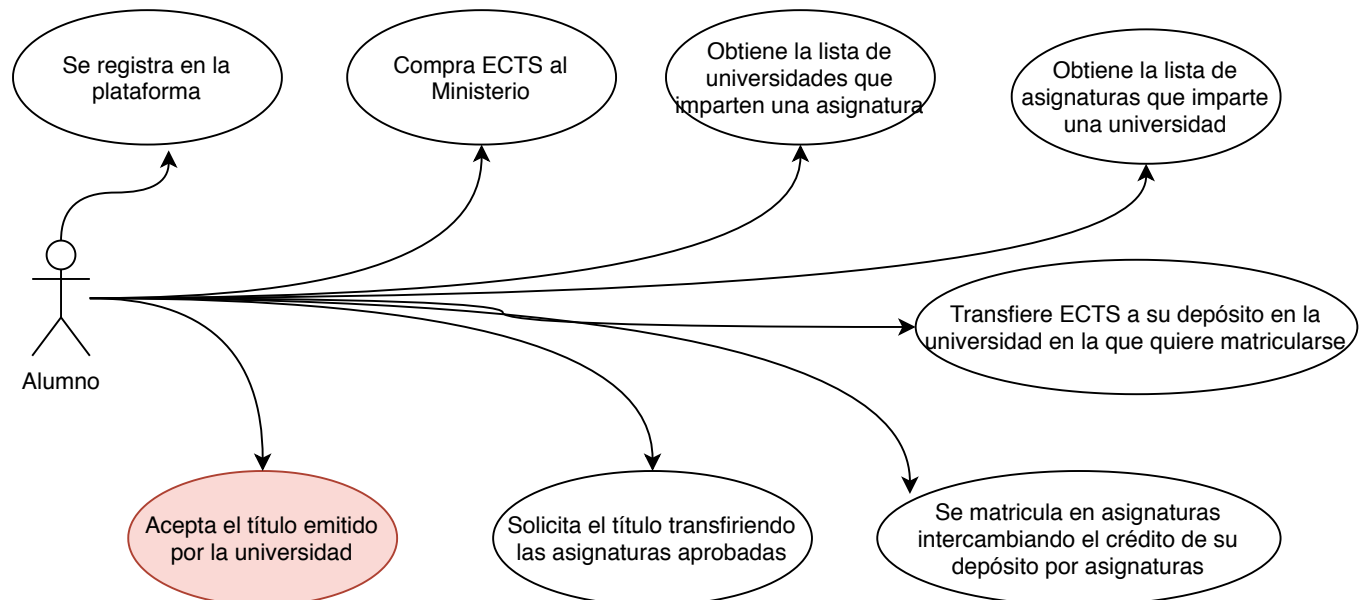 Se registra en la
plataforma
Compra ECTS al
Ministerio
Obtiene la lista de
universidades que
imparten una asignatura
Obtiene la lista de
asignaturas que imparte
una universidad
Transfiere ECTS a su depósito en la
universidad en la que quiere matricularse
Alumno
Acepta el título emitido
por la universidad
Solicita el título transfiriendo
las asignaturas aprobadas
Se matricula en asignaturas
intercambiando el crédito de su
depósito por asignaturas